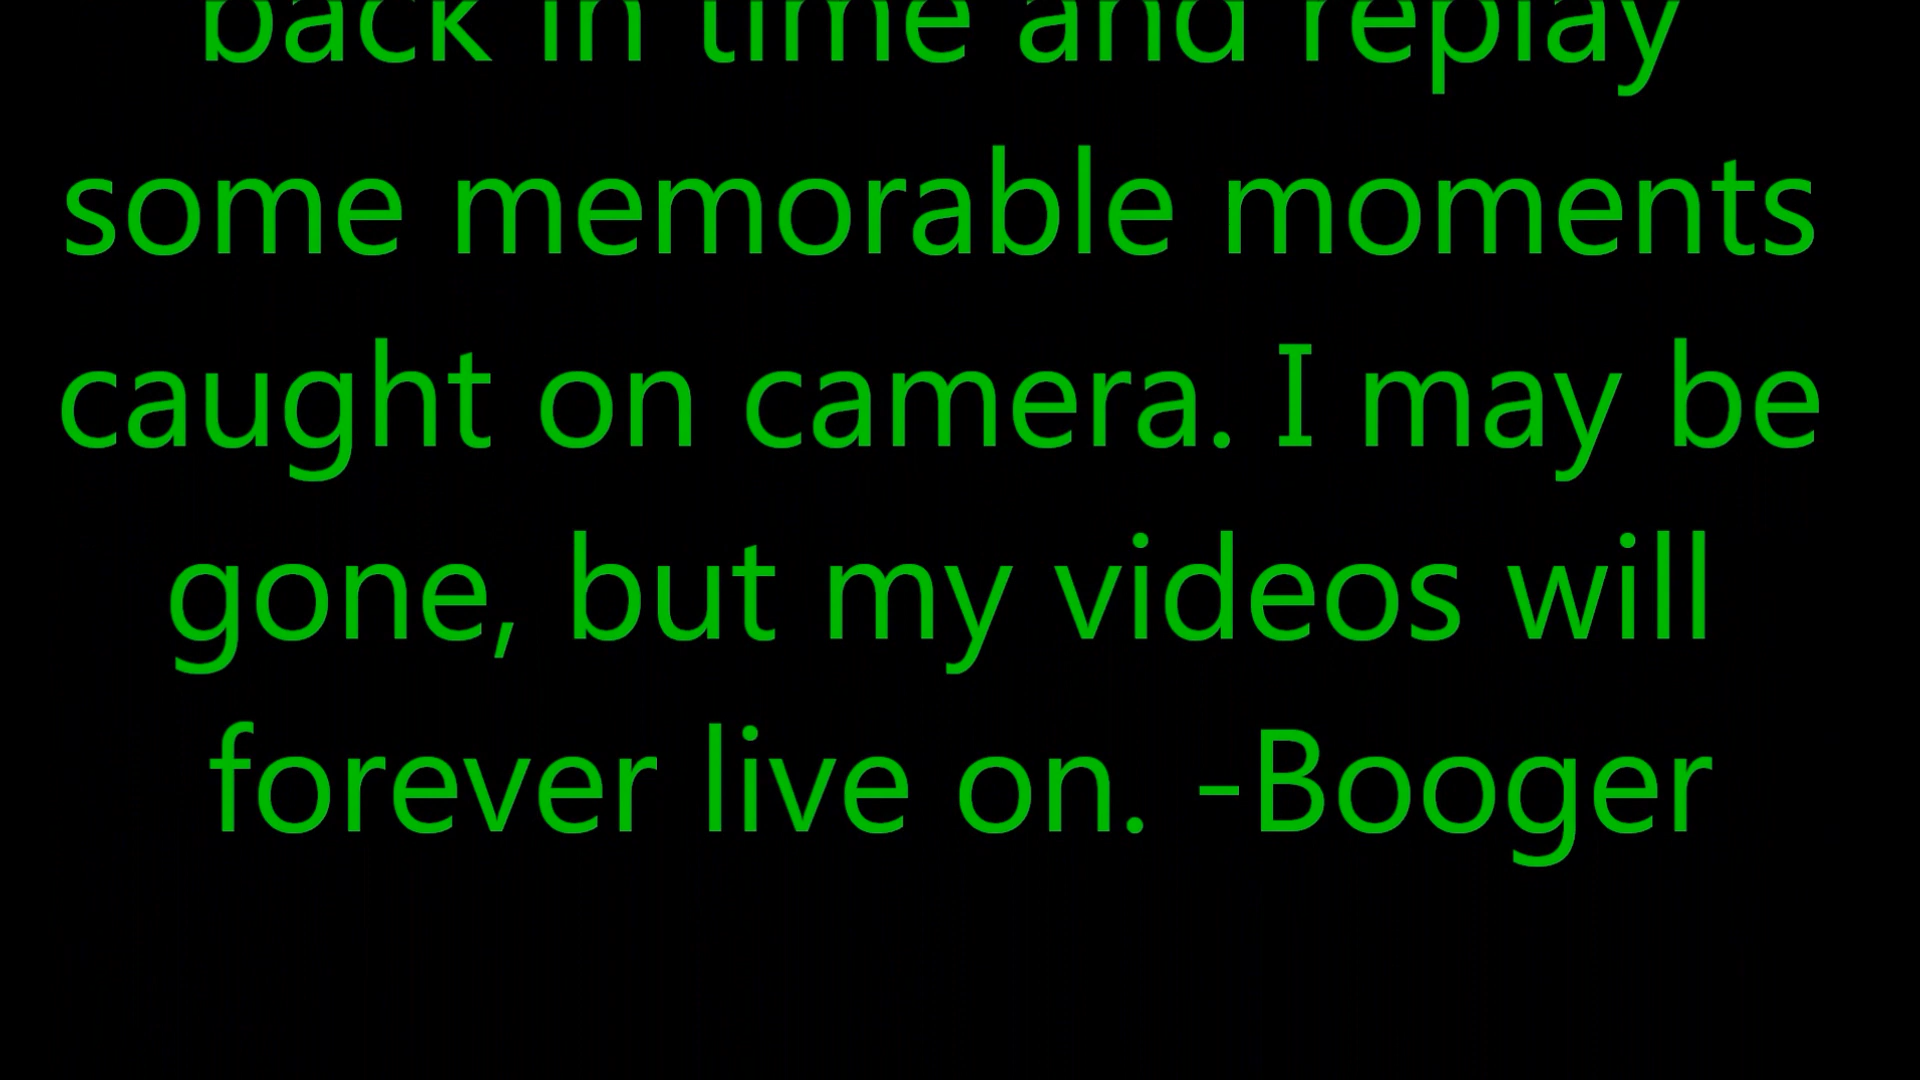 back in time and replay
some memorable moments
caught on camera. I may be
gone, but my videos will
forever live on. -Booger